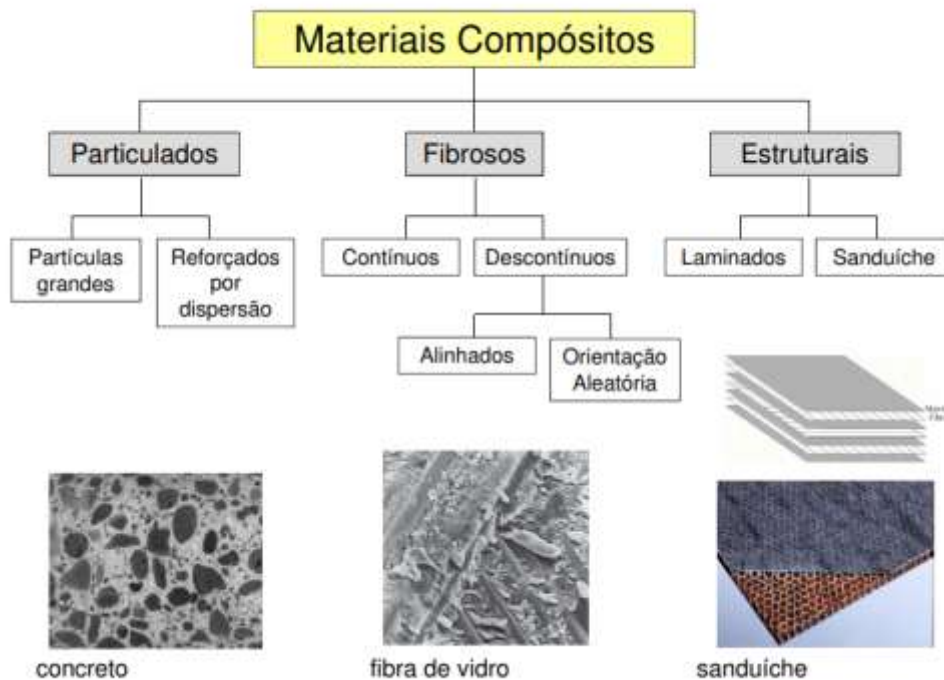 Materiais Compósitos
Particulados
Fibrosos
Estruturais
Partículas
grandes
Reforçados
por
dispersão
Contínuos
Descontínuos
Laminados
Sanduíche
Alinhados
Orientação
Aleatória
concreto
fibra de vidro
sanduíche